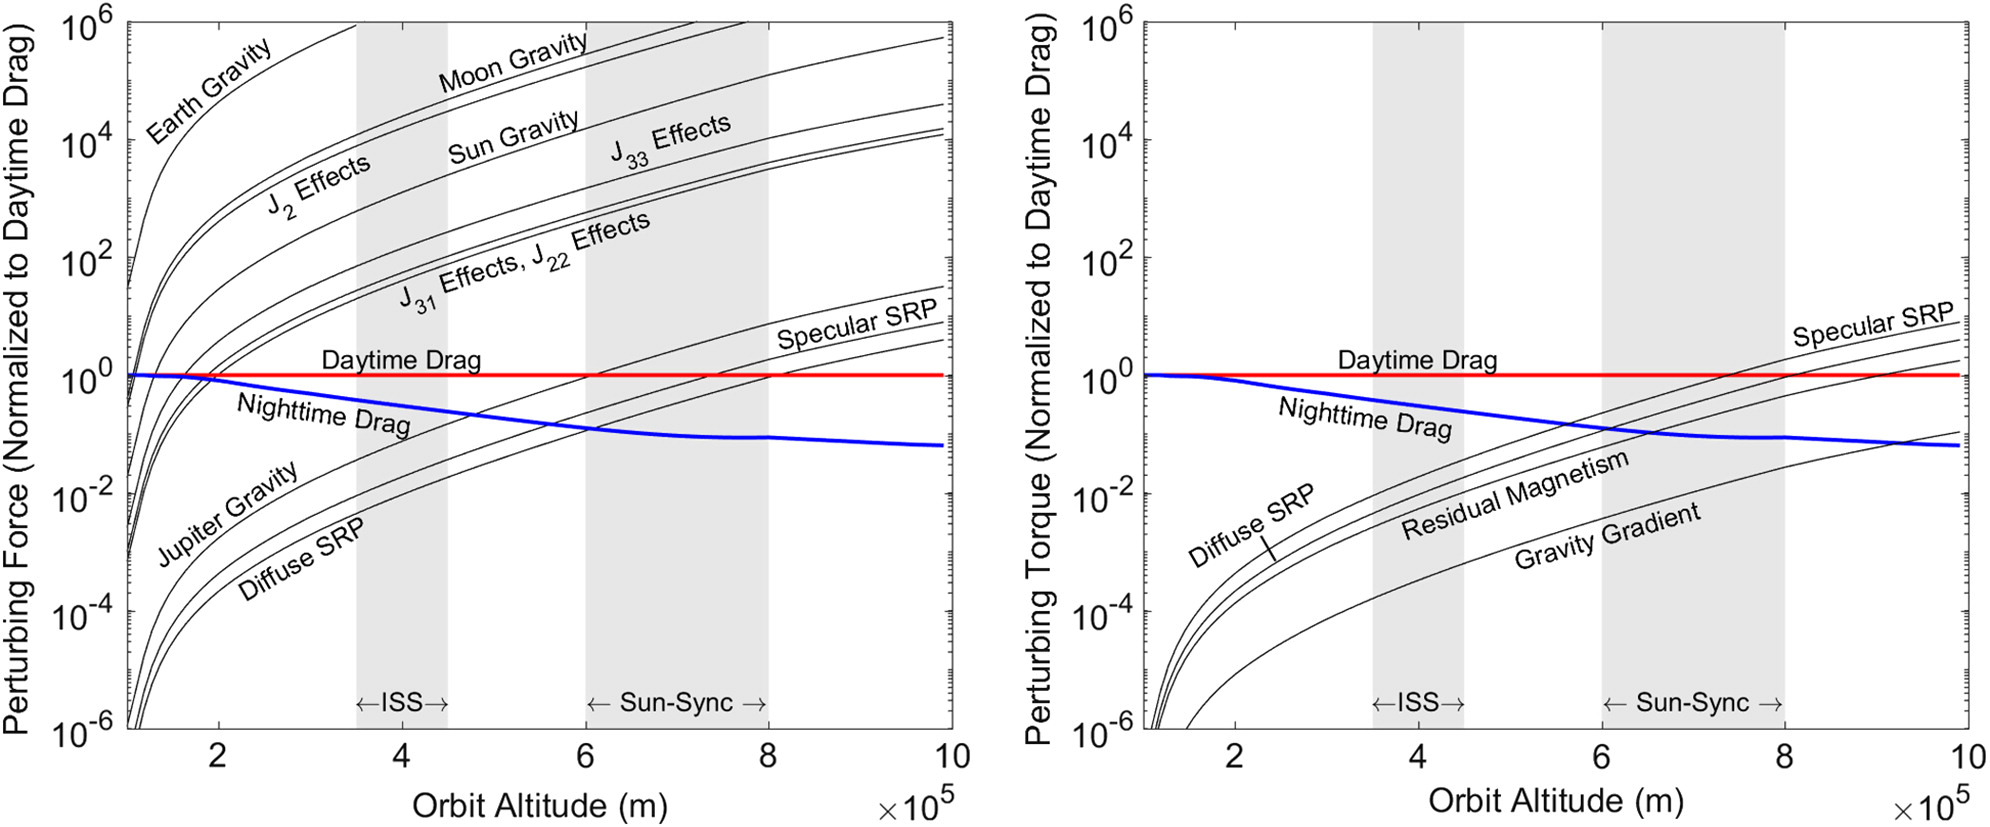 Perturbing Force (Normalized to Daytime Drag)
10^6
10^4
10^2
10^0
10^-2
10^-4
10^-6
Earth Gravity
Moon Gravity
J_2 Effects
Sun Gravity
J_33 Effects
J_31 Effects, J_22 Effects
Specular SRP
Daytime Drag
Nighttime Drag
Jupiter Gravity
Diffuse SRP
←ISS→
← Sun-Sync →
2 4 6 8 10
Orbit Altitude (m)
×10^5
Perturbing Torque (Normalized to Daytime Drag)
10^6
10^4
10^2
10^0
10^-2
10^-4
10^-6
Specular SRP
Daytime Drag
Nighttime Drag
Diffuse SRP
Residual Magnetism
Gravity Gradient
←ISS→
← Sun-Sync →
2 4 6 8 10
Orbit Altitude (m)
×10^5